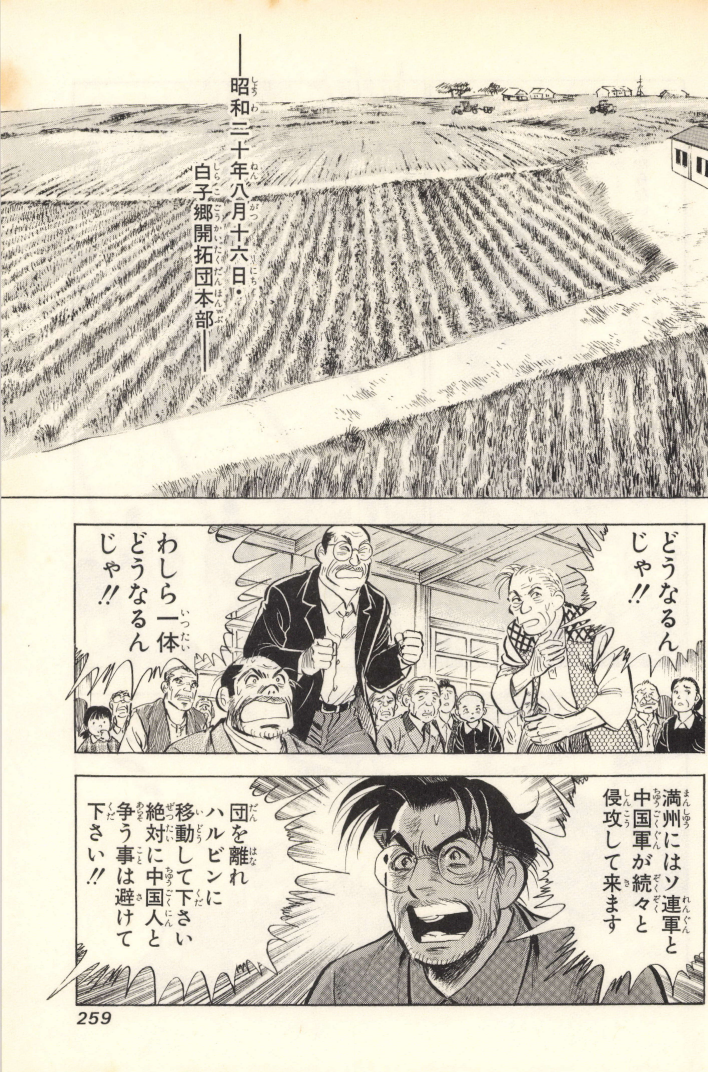 ―昭和二十年八月十六日・
白子郷開拓団本部―
どうなるん
じゃ!!
わしら一体
どうなるん
じゃ!!
満州にはソ連軍と
中国軍が続々と
侵攻して来ます
団を離れ
ハルビンに
移動して下さい
絶対に中国人と
争う事は避けて
下さい!!
259